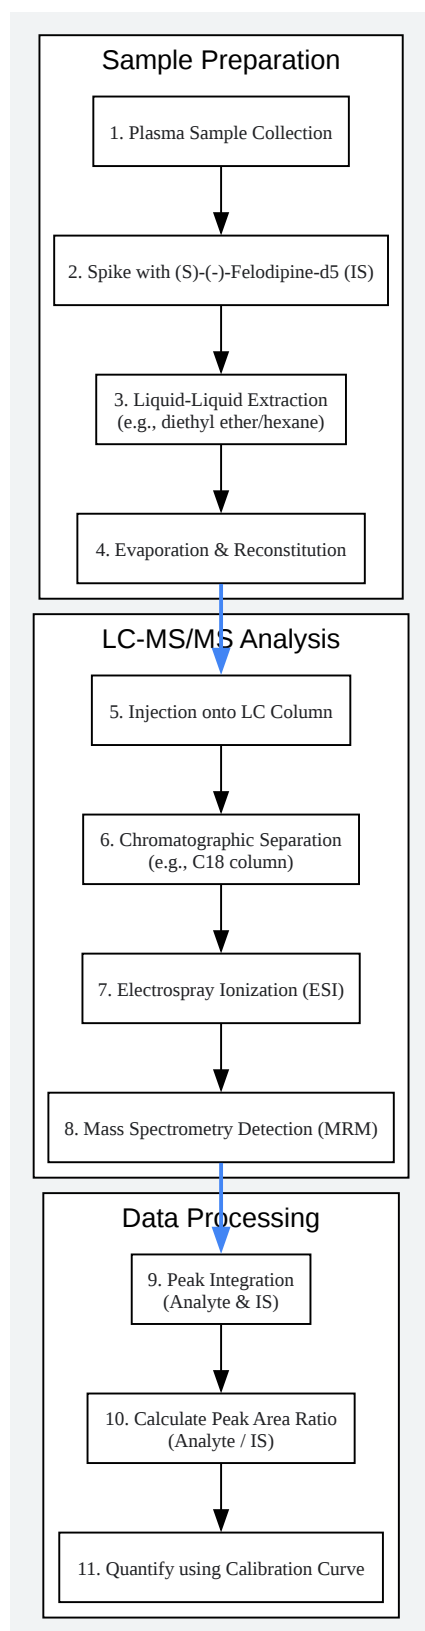 Sample Preparation
1. Plasma Sample Collection
2. Spike with (S)-(-)-Felodipine-d5 (IS)
3. Liquid-Liquid Extraction
(e.g., diethyl ether/hexane)
4. Evaporation & Reconstitution
LC-MS/MS Analysis
5. Injection onto LC Column
6. Chromatographic Separation
(e.g., C18 column)
7. Electrospray Ionization (ESI)
8. Mass Spectrometry Detection (MRM)
Data Processing
9. Peak Integration
(Analyte & IS)
10. Calculate Peak Area Ratio
(Analyte / IS)
11. Quantify using Calibration Curve